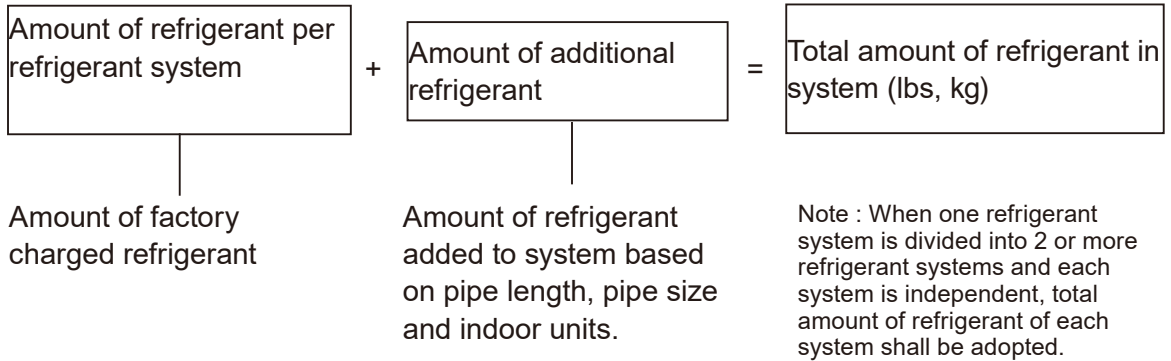 Amount of refrigerant per
refrigerant system
+
Amount of additional
refrigerant
=
Total amount of refrigerant in
system (lbs, kg)
Amount of factory
charged refrigerant
Amount of refrigerant
added to system based
on pipe length, pipe size
and indoor units.
Note : When one refrigerant
system is divided into 2 or more
refrigerant systems and each
system is independent, total
amount of refrigerant of each
system shall be adopted.